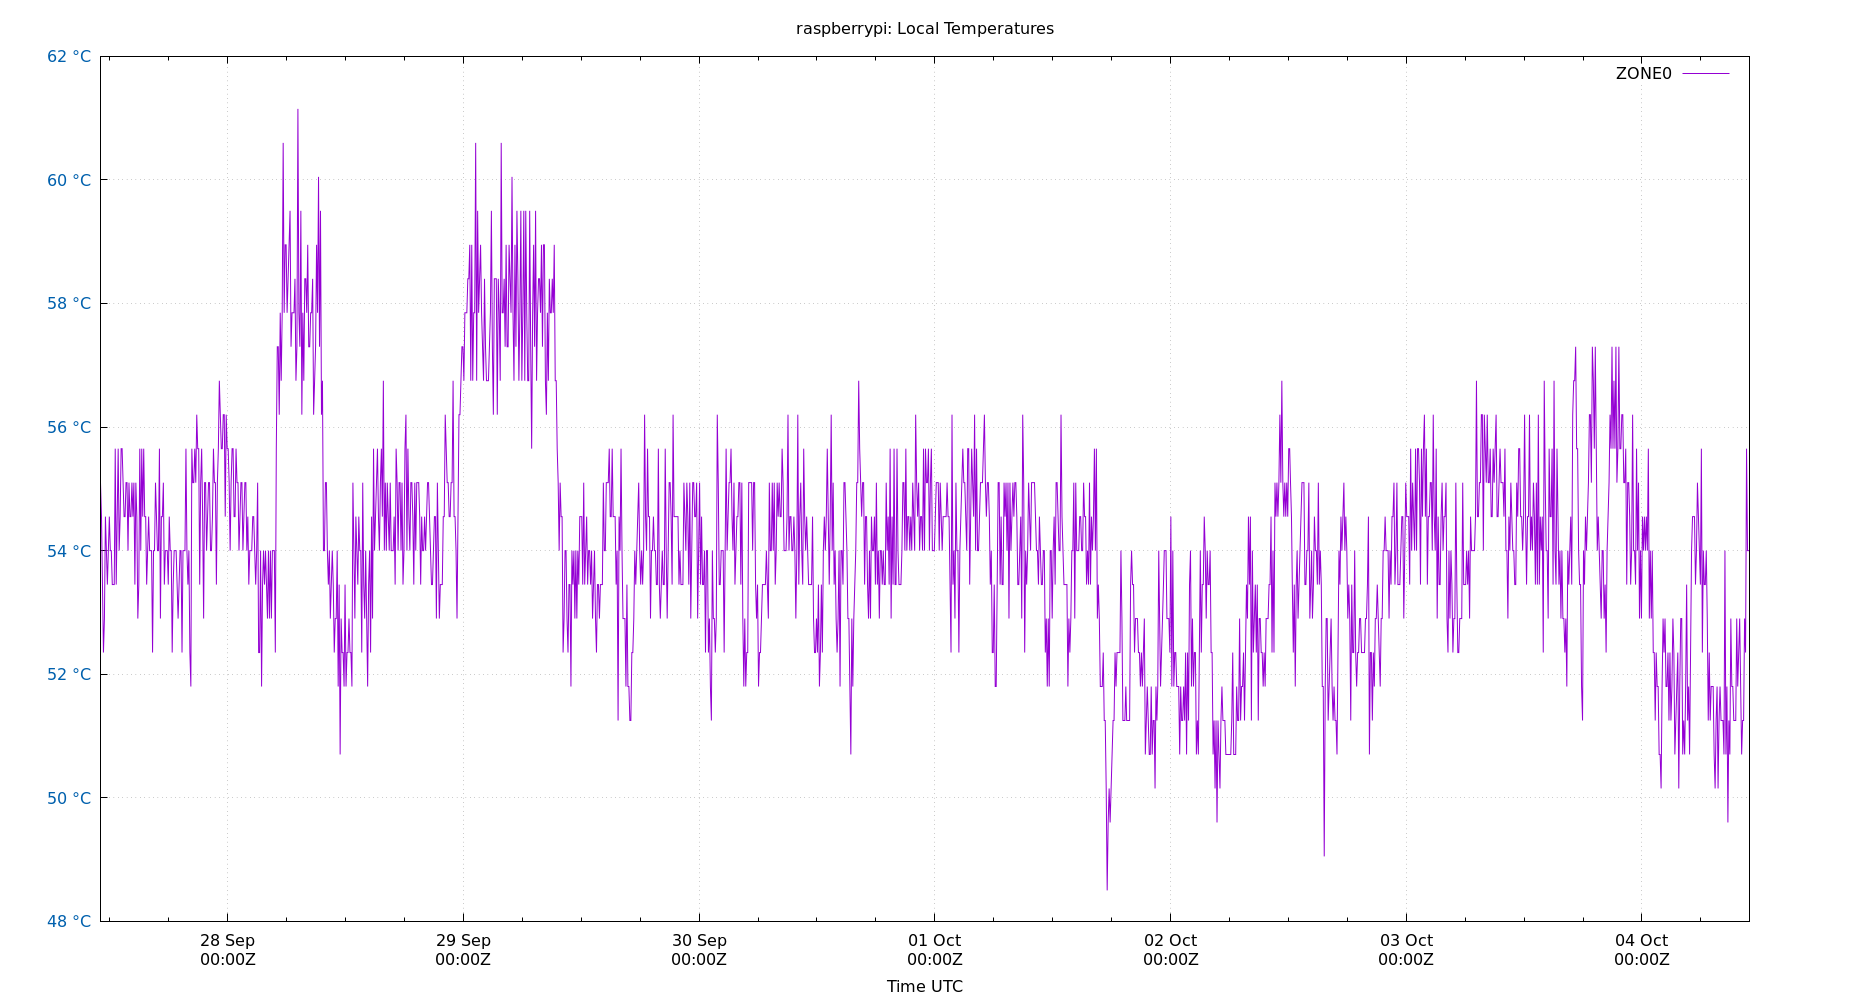 raspberrypi: Local Temperatures
ZONE0
62 °C
60 °C
58 °C
56 °C
54 °C
52 °C
50 °C
48 °C
28 Sep 29 Sep 30 Sep 01 Oct 02 Oct 03 Oct 04 Oct
00:00Z 00:00Z 00:00Z 00:00Z 00:00Z 00:00Z 00:00Z
Time UTC